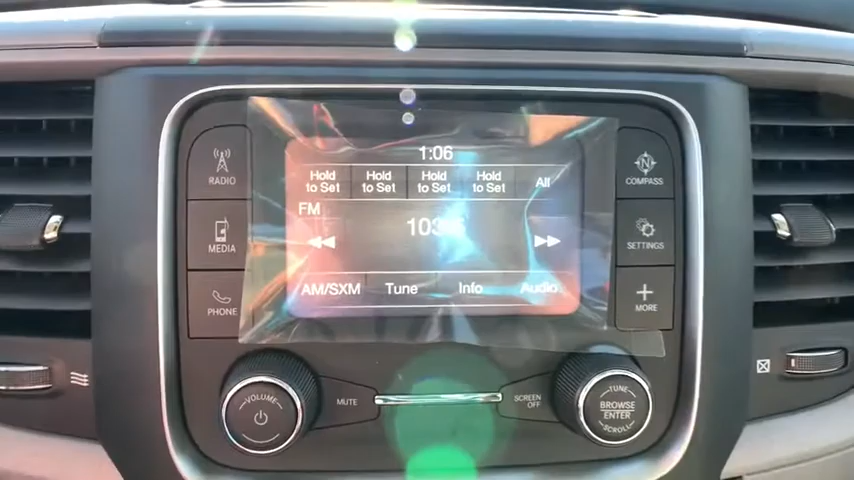 1:06
Hold to Set
Hold to Set
Hold to Set
Hold to Set
All
FM
AM/SXM
Tune
Info
Audio
RADIO
MEDIA
PHONE
N
COMPASS
SETTINGS
MORE
VOLUME
MUTE
SCREEN OFF
TUNE
BROWSE
ENTER
SCROLL